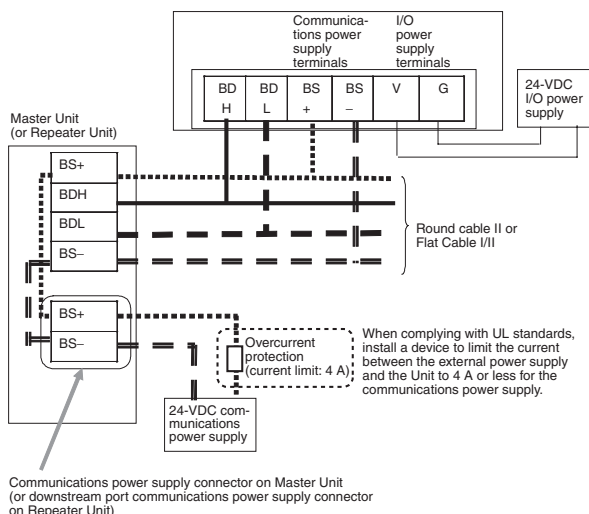 Communica-
tions power
supply
terminals
I/O
power
supply
terminals
BD
H
BD
L
BS
+
BS
–
V
G
24-VDC
I/O power
supply
Master Unit
(or Repeater Unit)
BS+
BDH
BDL
BS–
Round cable II or
Flat Cable I/II
BS+
BS–
Overcurrent
protection
(current limit: 4 A)
When complying with UL standards,
install a device to limit the current
between the external power supply
and the Unit to 4 A or less for the
communications power supply.
24-VDC com-
munications
power supply
Communications power supply connector on Master Unit
(or downstream port communications power supply connector
on Repeater Unit)